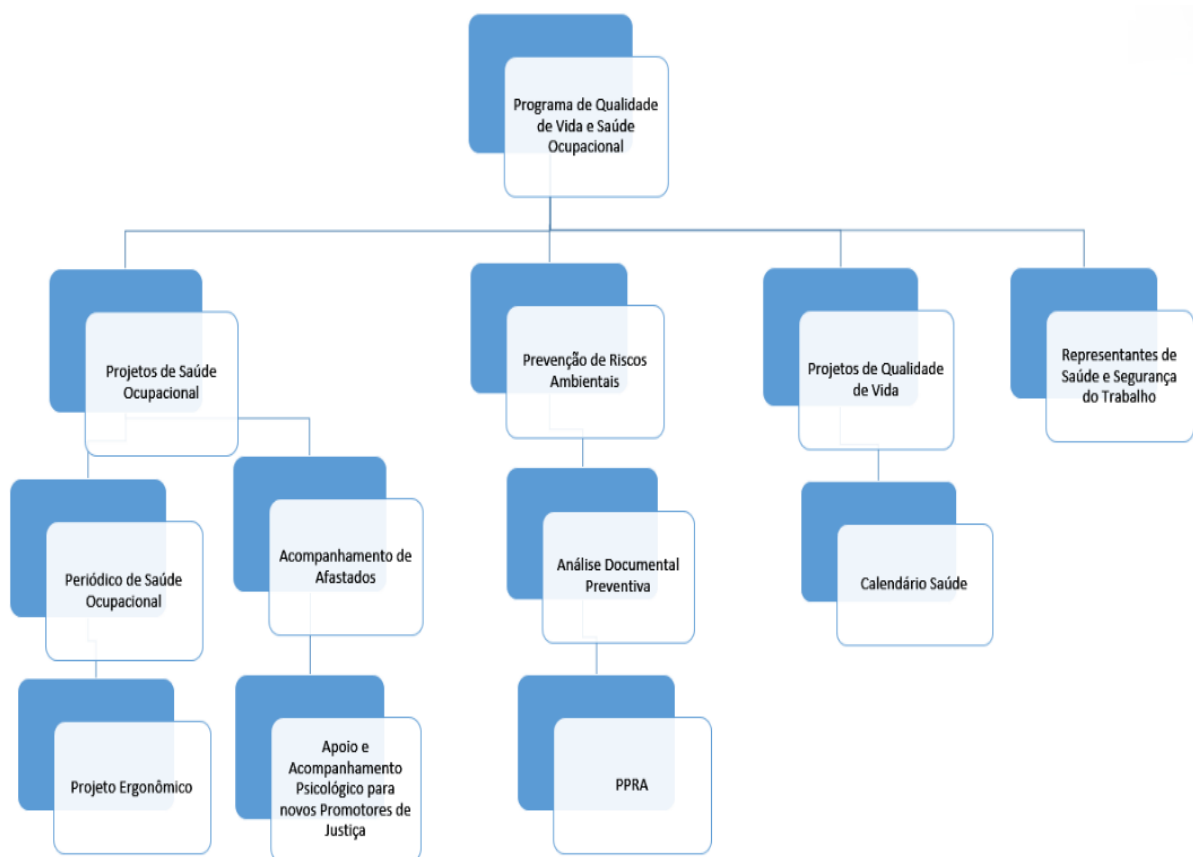 Programa de Qualidade
de Vida e Saúde
Ocupacional
Projetos de Saúde
Ocupacional
Prevenção de Riscos
Ambientais
Projetos de Qualidade
de Vida
Representantes de
Saúde e Segurança
do Trabalho
Periódico de Saúde
Ocupacional
Acompanhamento de
Afastados
Análise Documental
Preventiva
Calendário Saúde
Projeto Ergonômico
Apoio e
Acompanhamento
Psicológico para
novos Promotores de
Justiça
PPRA